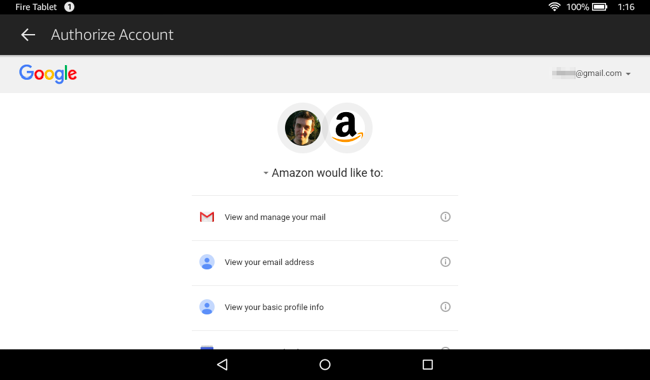 Fire Tablet 1 100% 1:16
Authorize Account
Google @gmail.com
a
Amazon would like to:
View and manage your mail
View your email address
View your basic profile info